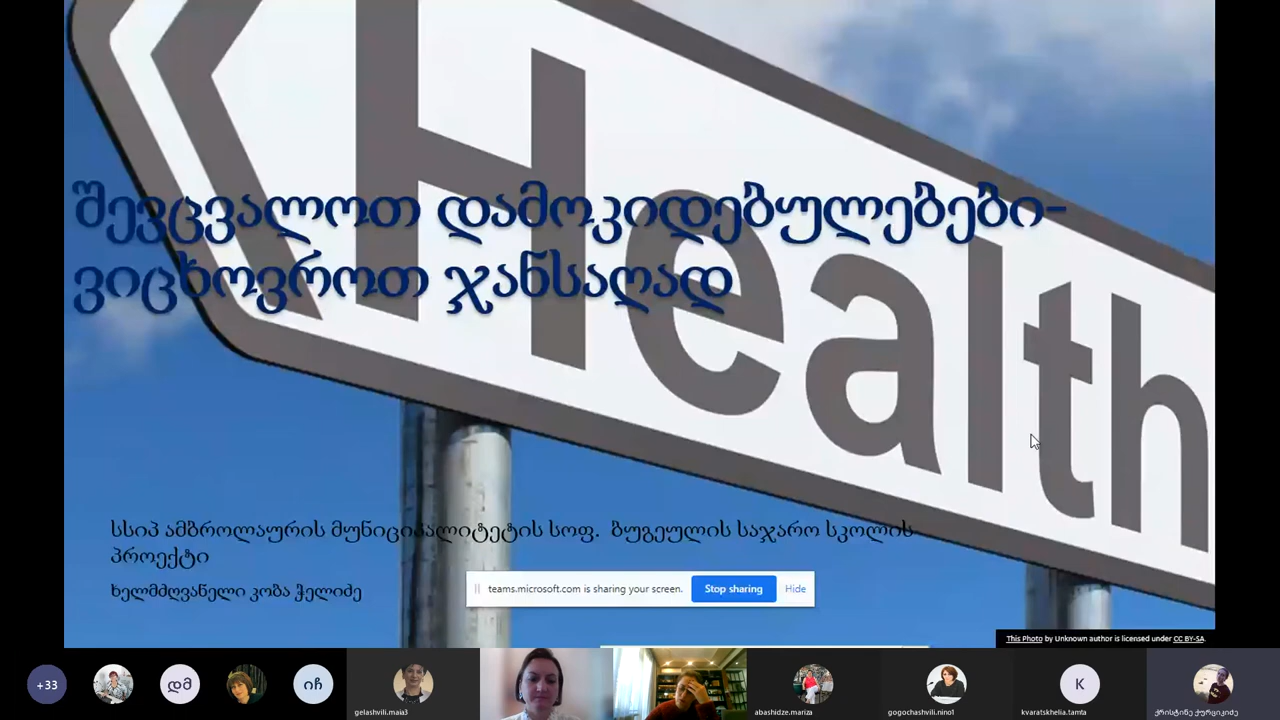 Health
შევცვალოთ დამოკიდებულებები-
ვიცხოვროთ ჯანსაღად
სსიპ ამბროლაურის მუნიციპალიტეტის სოფ. ბუგეულის საჯარო სკოლის
პროექტი
ხელმძღვანელი კობა ჭელიძე
teams.microsoft.com is sharing your screen.
Stop sharing
Hide
This Photo by Unknown author is licensed under CC BY-SA.
+33
დმ
იჩ
gelashvili.maia3
abashidze.mariza
gogochashvili.nino1
K
kvaratskhelia.tamta
ქრისტინე ქურციკიძე